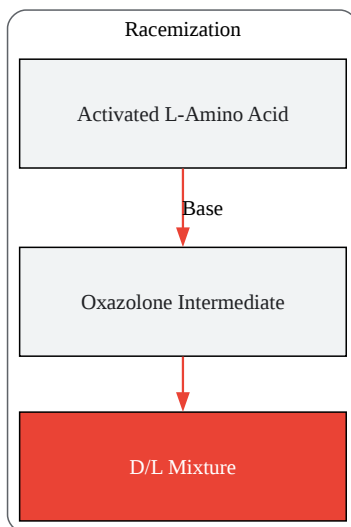 Racemization
Activated L-Amino Acid
Base
Oxazolone Intermediate
D/L Mixture